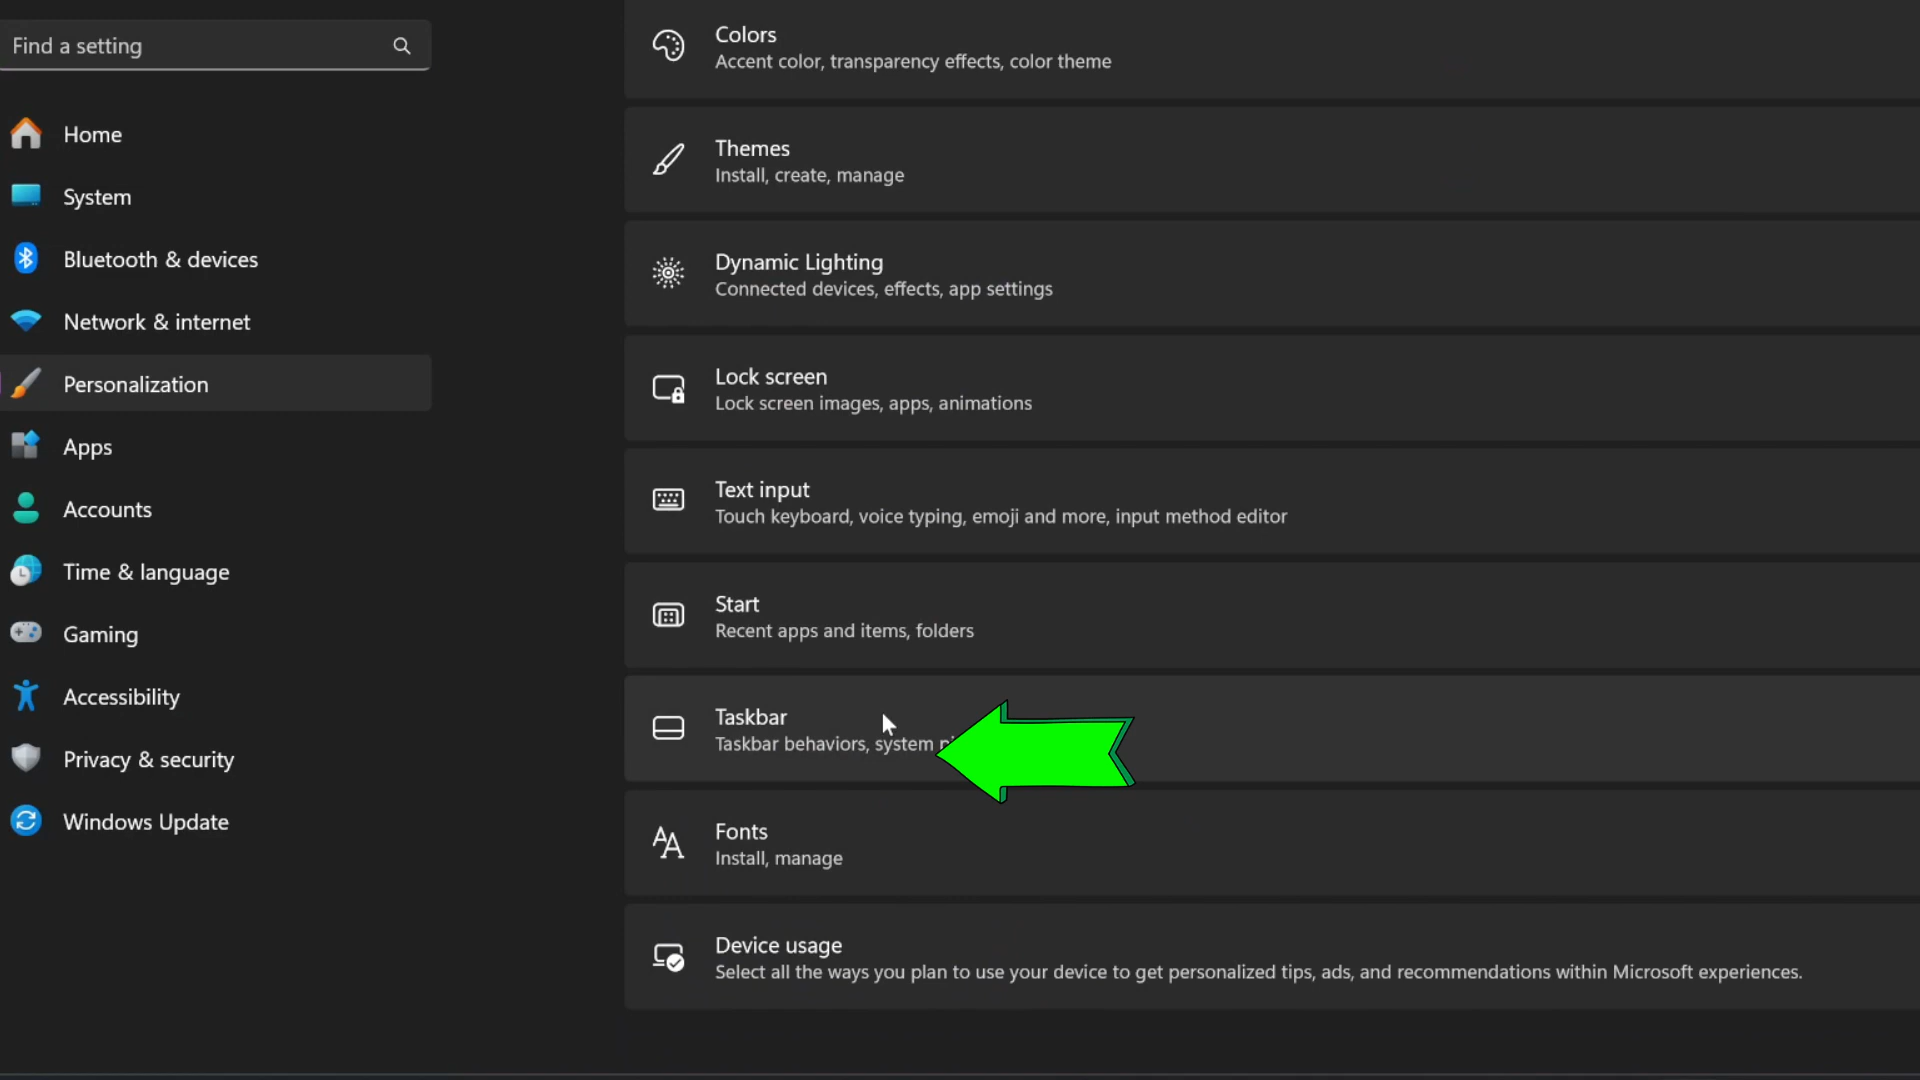 Find a setting
Home
System
Bluetooth & devices
Network & internet
Personalization
Apps
Accounts
Time & language
Gaming
Accessibility
Privacy & security
Windows Update
Colors
Accent color, transparency effects, color theme
Themes
Install, create, manage
Dynamic Lighting
Connected devices, effects, app settings
Lock screen
Lock screen images, apps, animations
Text input
Touch keyboard, voice typing, emoji and more, input method editor
Start
Recent apps and items, folders
Taskbar
Taskbar behaviors, system
Fonts
Install, manage
Device usage
Select all the ways you plan to use your device to get personalized tips, ads, and recommendations within Microsoft experiences.